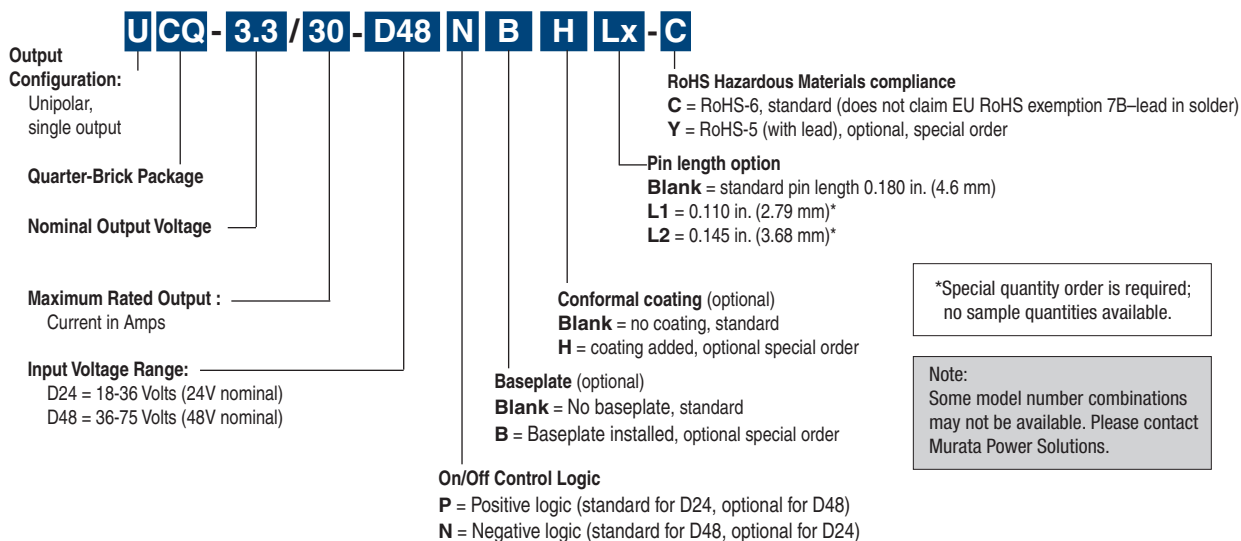 UCQ-3.3/30-D48NBHLx-C
Output
Configuration:
Unipolar,
single output
Quarter-Brick Package
Nominal Output Voltage
Maximum Rated Output :
Current in Amps
Input Voltage Range:
D24 = 18-36 Volts (24V nominal)
D48 = 36-75 Volts (48V nominal)
RoHS Hazardous Materials compliance
C = RoHS-6, standard (does not claim EU RoHS exemption 7B–lead in solder)
Y = RoHS-5 (with lead), optional, special order
Pin length option
Blank = standard pin length 0.180 in. (4.6 mm)
L1 = 0.110 in. (2.79 mm)*
L2 = 0.145 in. (3.68 mm)*
Conformal coating (optional)
Blank = no coating, standard
H = coating added, optional special order
Baseplate (optional)
Blank = No baseplate, standard
B = Baseplate installed, optional special order
On/Off Control Logic
P = Positive logic (standard for D24, optional for D48)
N = Negative logic (standard for D48, optional for D24)
*Special quantity order is required;
no sample quantities available.
Note:
Some model number combinations
may not be available. Please contact
Murata Power Solutions.